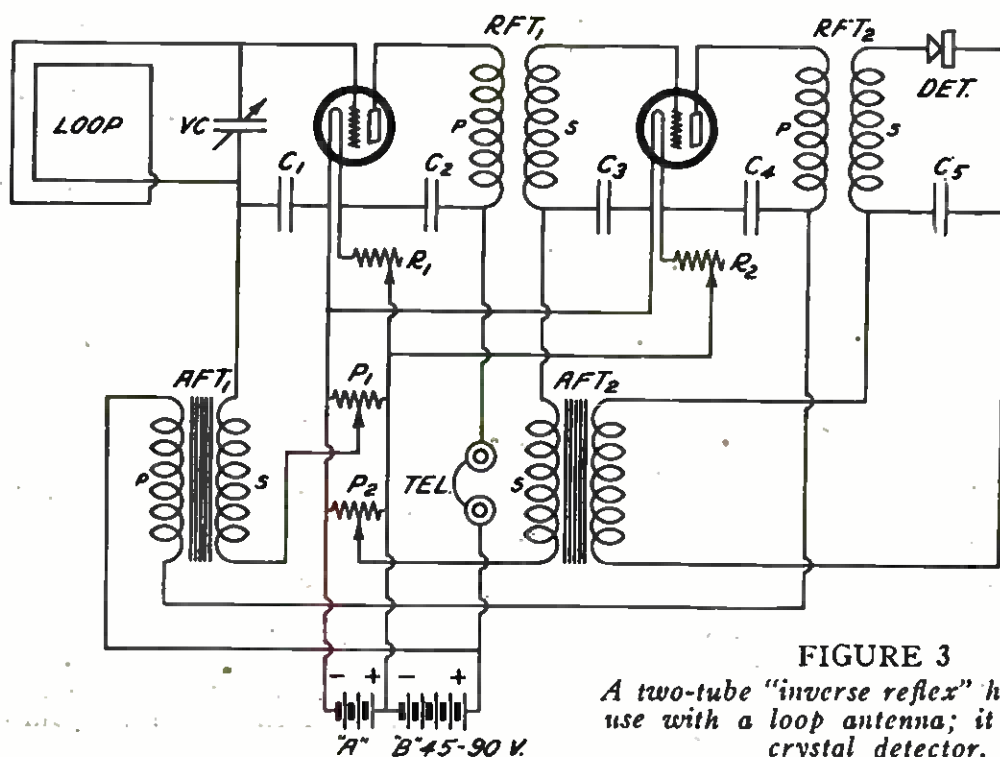 RFT1
RFT2
DET.
LOOP
VC
P
S
P
S
C1
C2
C3
C4
C5
R1
R2
AFT1
P1
AFT2
P
S
P2
TEL.
S
- + - +
"A" "B" 45-90 V.
FIGURE 3
A two-tube "inverse reflex" h
use with a loop antenna; it
crystal detector.